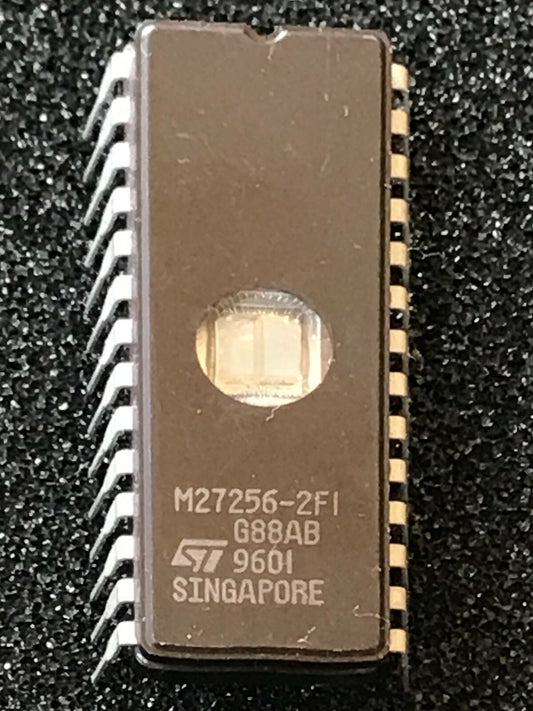 M27256-2FI
G88AB
ST 9601
SINGAPORE